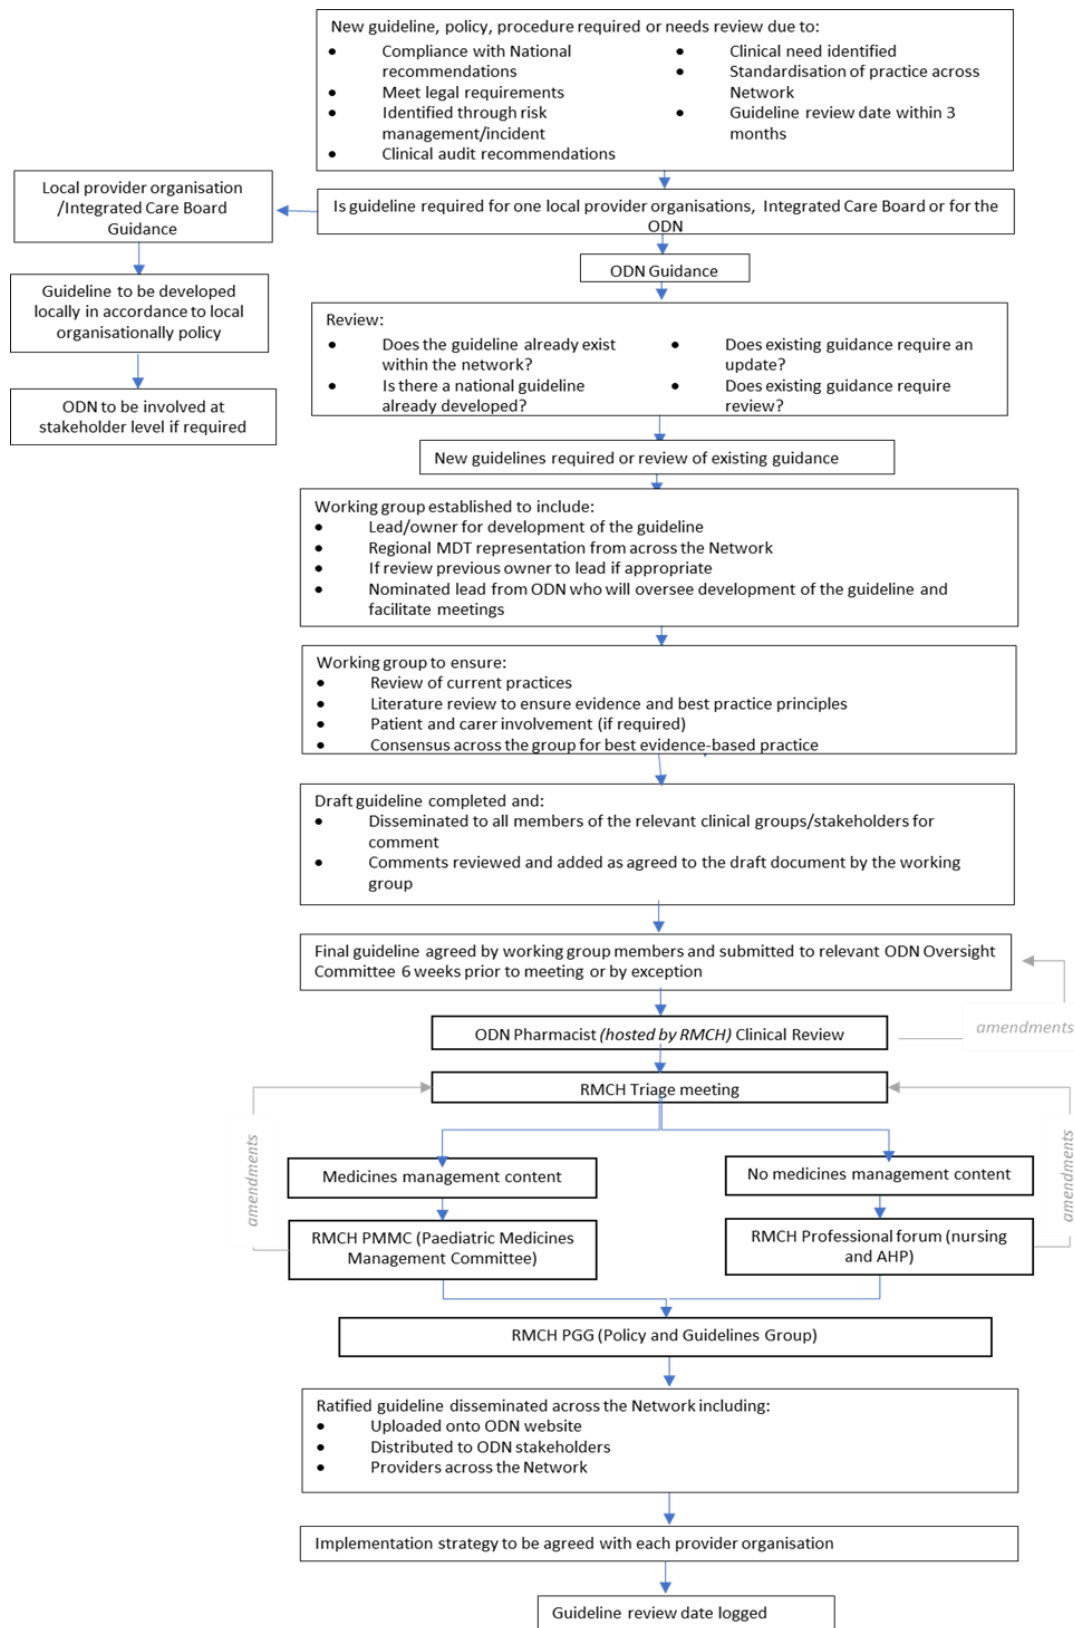 New guideline, policy, procedure required or needs review due to:
• Compliance with National
recommendations
• Meet legal requirements
• Identified through risk
management/incident
• Clinical audit recommendations
• Clinical need identified
• Standardisation of practice across
Network
• Guideline review date within 3
months
Local provider organisation
/Integrated Care Board
Guidance
Is guideline required for one local provider organisations, Integrated Care Board or for the
ODN
Guideline to be developed
locally in accordance to local
organisationally policy
ODN to be involved at
stakeholder level if required
ODN Guidance
Review:
• Does the guideline already exist
within the network?
• Is there a national guideline
already developed?
• Does existing guidance require an
update?
• Does existing guidance require
review?
New guidelines required or review of existing guidance
Working group established to include:
• Lead/owner for development of the guideline
• Regional MDT representation from across the Network
• If review previous owner to lead if appropriate
• Nominated lead from ODN who will oversee development of the guideline and
facilitate meetings
Working group to ensure:
• Review of current practices
• Literature review to ensure evidence and best practice principles
• Patient and carer involvement (if required)
• Consensus across the group for best evidence-based practice
Draft guideline completed and:
• Disseminated to all members of the relevant clinical groups/stakeholders for
comment
• Comments reviewed and added as agreed to the draft document by the working
group
Final guideline agreed by working group members and submitted to relevant ODN Oversight
Committee 6 weeks prior to meeting or by exception
amendments
ODN Pharmacist (hosted by RMCH) Clinical Review
RMCH Triage meeting
amendments
amendments
Medicines management content
No medicines management content
RMCH PMMC (Paediatric Medicines
Management Committee)
RMCH Professional forum (nursing
and AHP)
RMCH PGG (Policy and Guidelines Group)
Ratified guideline disseminated across the Network including:
• Uploaded onto ODN website
• Distributed to ODN stakeholders
• Providers across the Network
Implementation strategy to be agreed with each provider organisation
Guideline review date logged